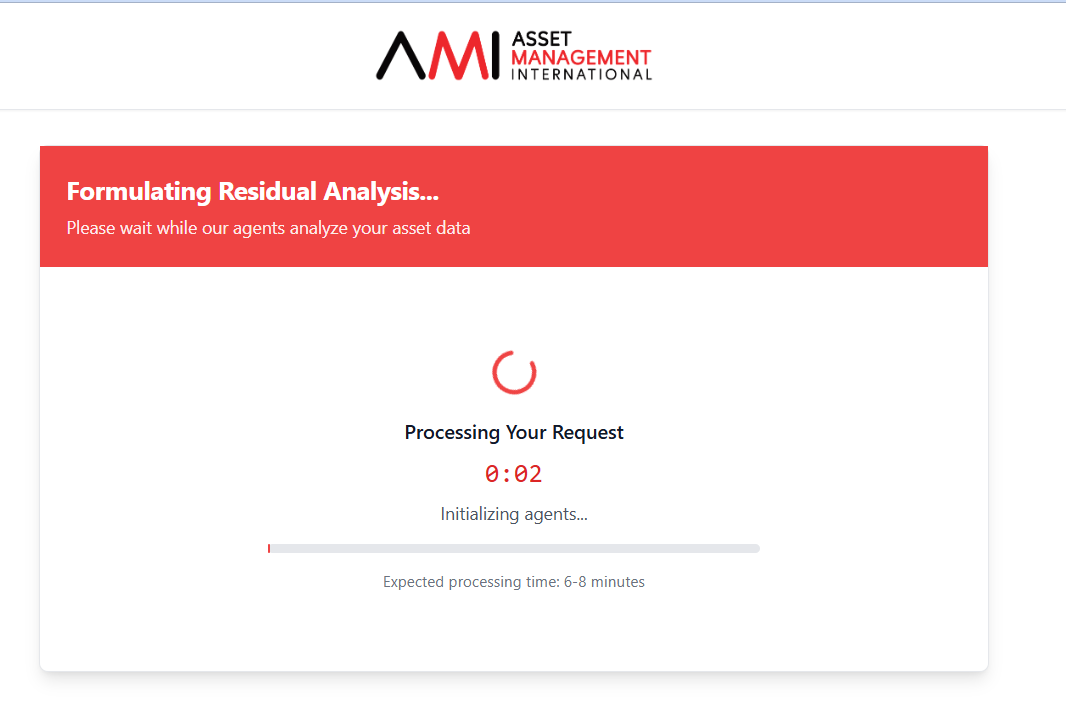 AMI
ASSET
MANAGEMENT
INTERNATIONAL
Formulating Residual Analysis...
Please wait while our agents analyze your asset data
Processing Your Request
0:02
Initializing agents...
Expected processing time: 6-8 minutes